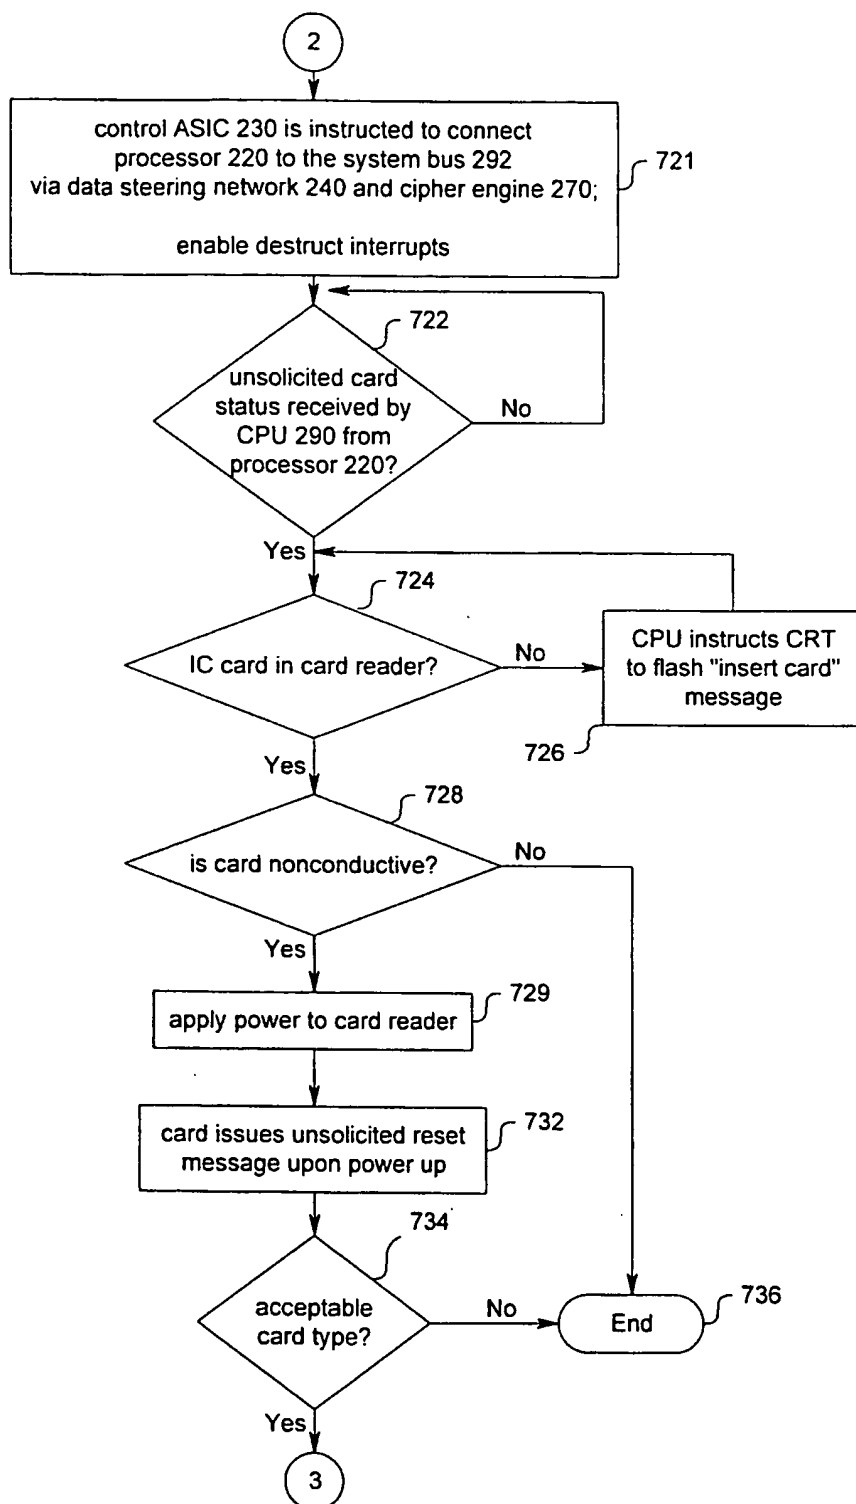 2
control ASIC 230 is instructed to connect
processor 220 to the system bus 292
via data steering network 240 and cipher engine 270;
enable destruct interrupts
721
722
unsolicited card
status received by
CPU 290 from
processor 220?
No
Yes
724
IC card in card reader?
No
CPU instructs CRT
to flash "insert card"
message
726
Yes
728
is card nonconductive?
No
Yes
apply power to card reader
729
card issues unsolicited reset
message upon power up
732
734
acceptable
card type?
No
End
736
Yes
3